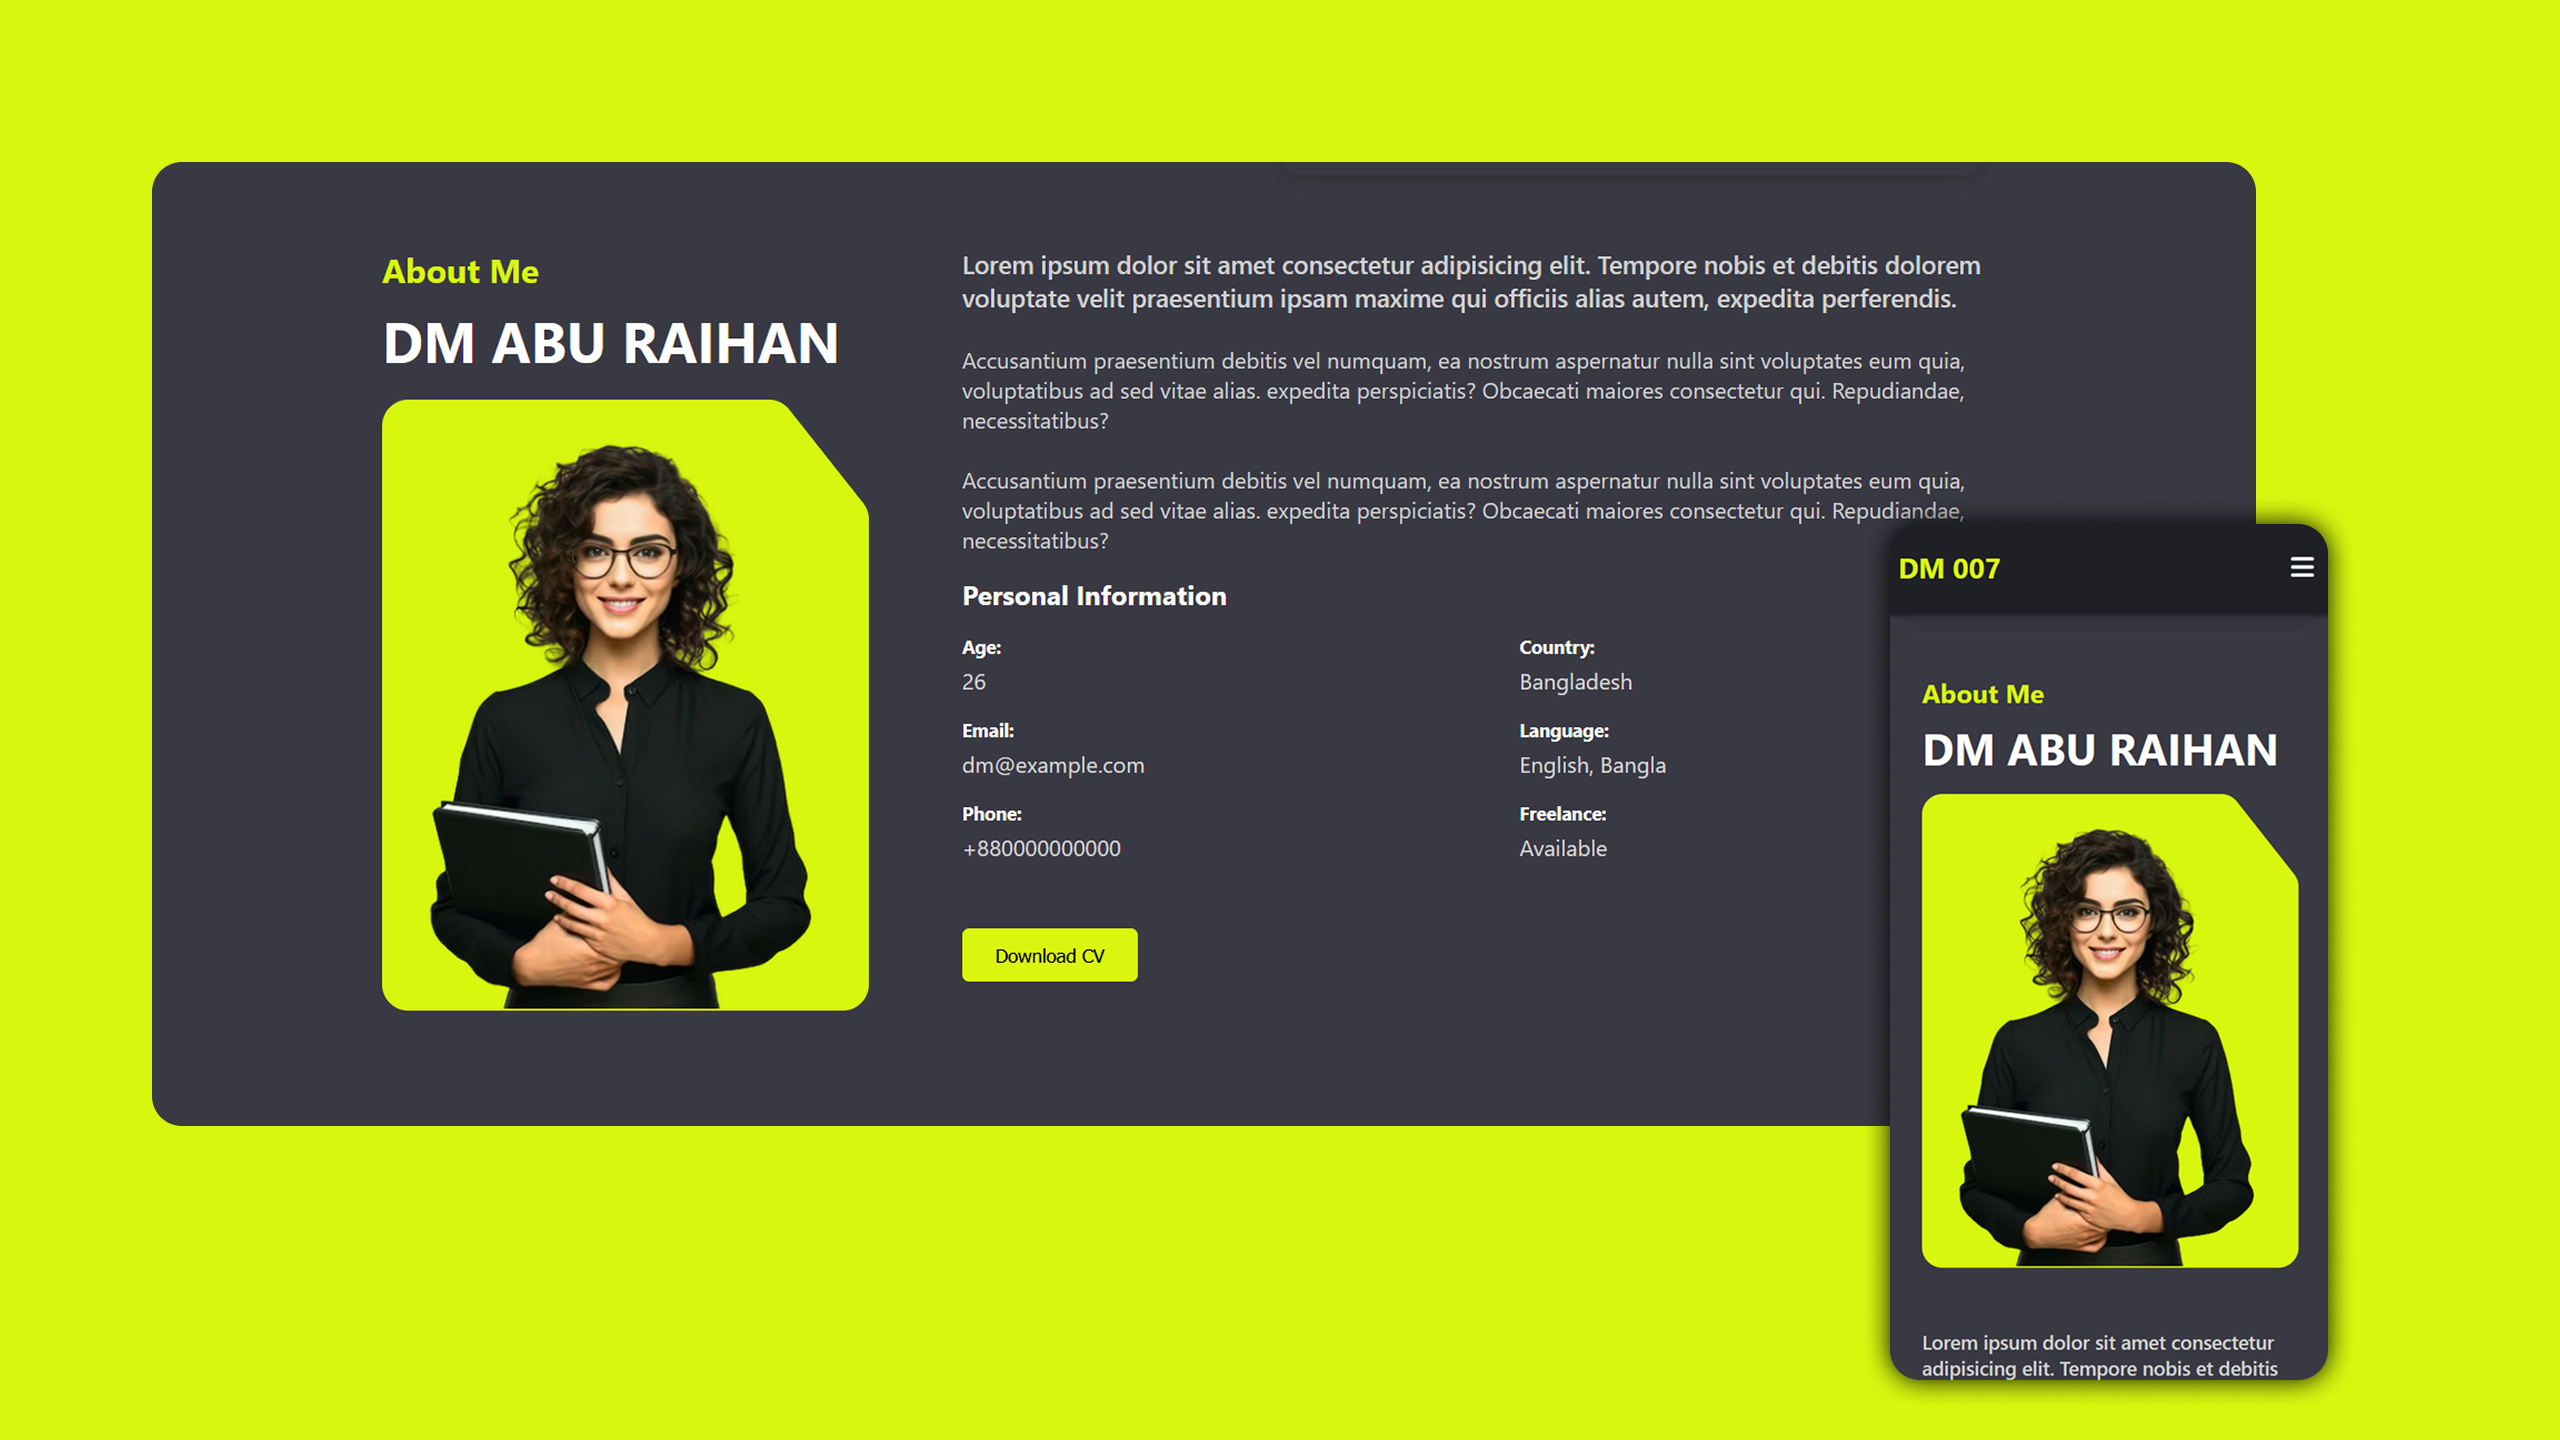 About Me
DM ABU RAIHAN
Lorem ipsum dolor sit amet consectetur adipisicing elit. Tempore nobis et debitis dolorem
voluptate velit praesentium ipsam maxime qui officiis alias autem, expedita perferendis.
Accusantium praesentium debitis vel numquam, ea nostrum aspernatur nulla sint voluptates eum quia,
voluptatibus ad sed vitae alias. expedita perspiciatis? Obcaecati maiores consectetur qui. Repudiandae,
necessitatibus?
Accusantium praesentium debitis vel numquam, ea nostrum aspernatur nulla sint voluptates eum quia,
voluptatibus ad sed vitae alias. expedita perspiciatis? Obcaecati maiores consectetur qui. Repudiandae,
necessitatibus?
Personal Information
Age:
26
Country:
Bangladesh
Email:
dm@example.com
Language:
English, Bangla
Phone:
+880000000000
Freelance:
Available
Download CV
DM 007
About Me
DM ABU RAIHAN
Lorem ipsum dolor sit amet consectetur
adipisicing elit. Tempore nobis et debitis